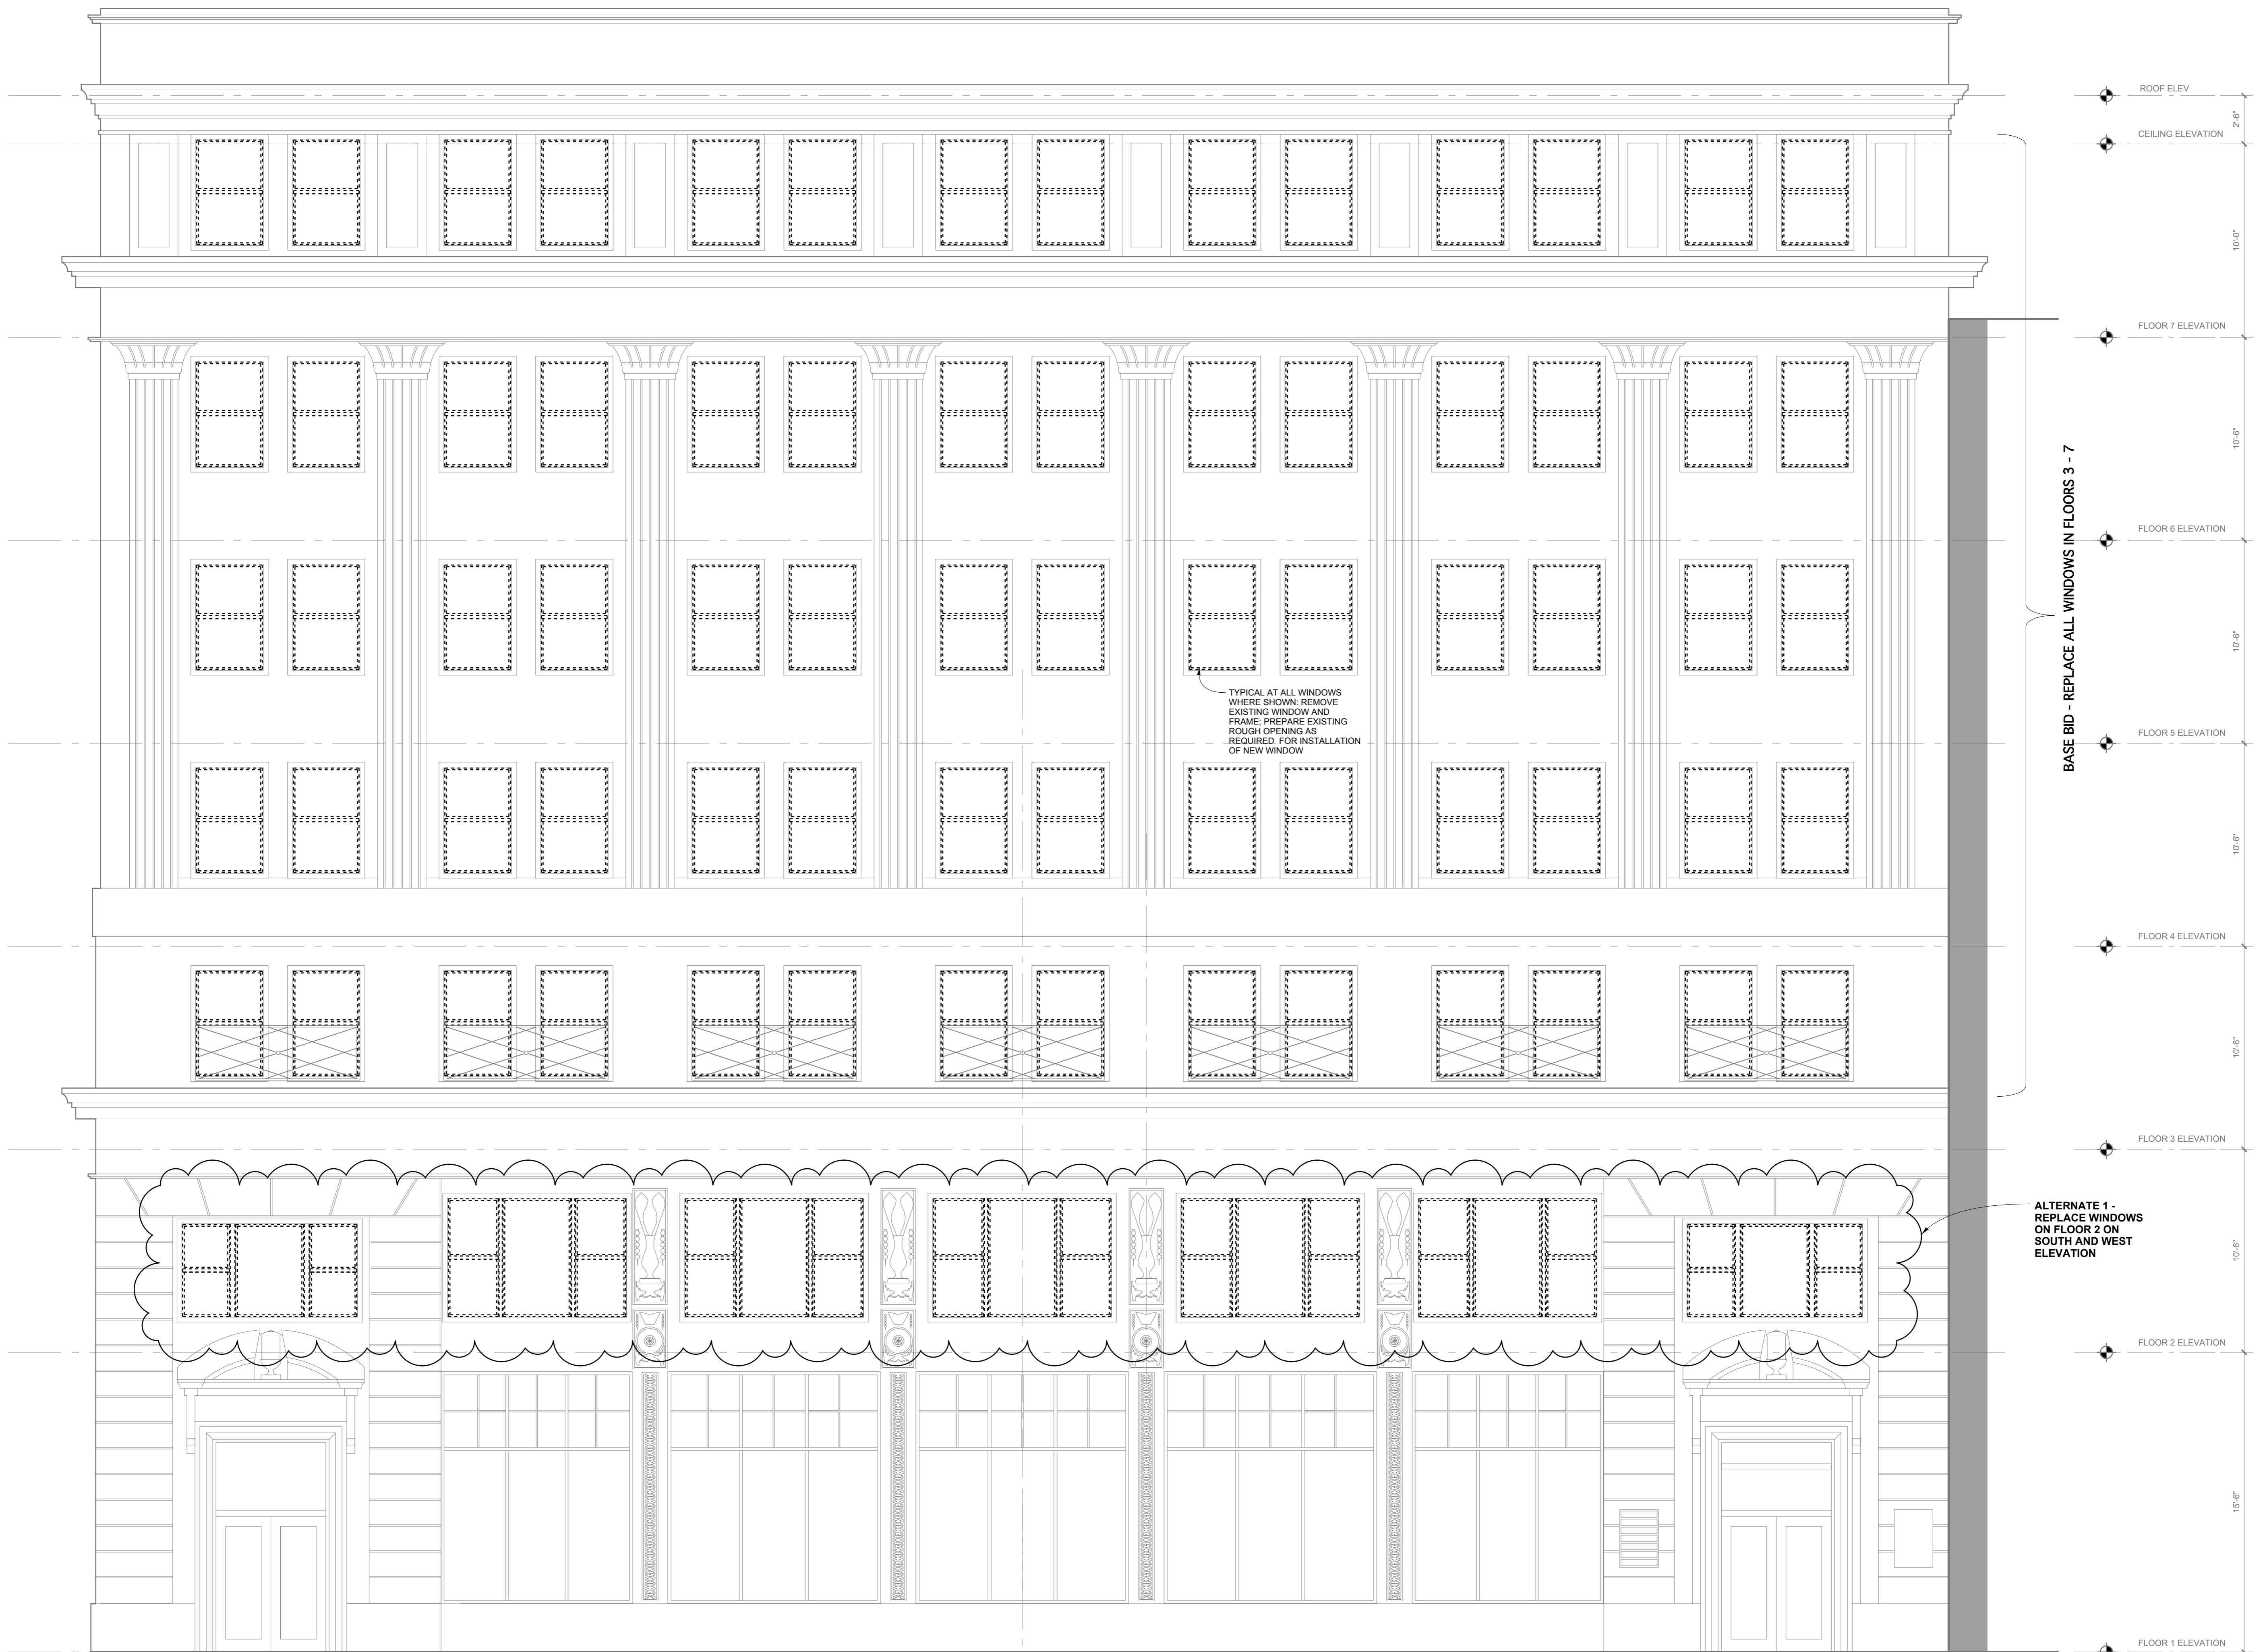 ROOF ELEV
2'-6"
CEILING ELEVATION
10'-0"
FLOOR 7 ELEVATION
10'-6"
BASE BID - REPLACE ALL WINDOWS IN FLOORS 3 - 7
FLOOR 6 ELEVATION
10'-6"
TYPICAL AT ALL WINDOWS
WHERE SHOWN: REMOVE
EXISTING WINDOW AND
FRAME; PREPARE EXISTING
ROUGH OPENING AS
REQUIRED FOR INSTALLATION
OF NEW WINDOW
FLOOR 5 ELEVATION
10'-6"
FLOOR 4 ELEVATION
10'-6"
FLOOR 3 ELEVATION
ALTERNATE 1 -
REPLACE WINDOWS
ON FLOOR 2 ON
SOUTH AND WEST
ELEVATION
10'-6"
FLOOR 2 ELEVATION
15'-6"
FLOOR 1 ELEVATION